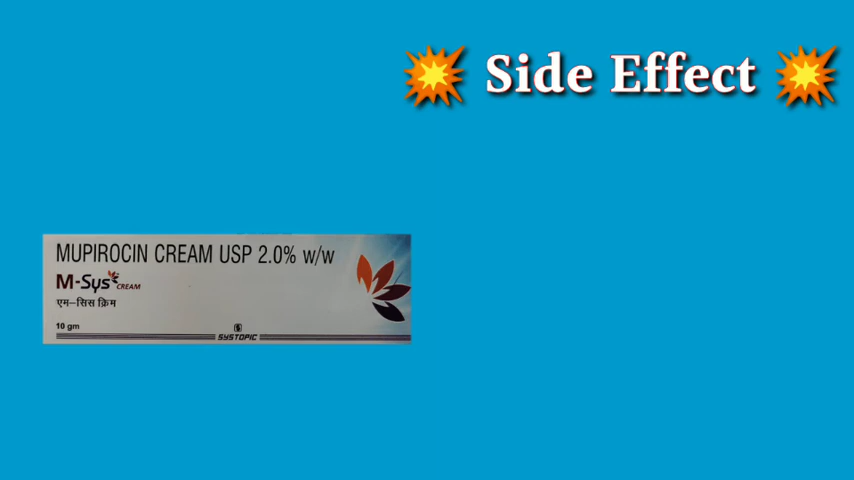 💥 Side Effect 💥
MUPIROCIN CREAM USP 2.0% w/w
M-Sys CREAM
एम-सिस क्रिम
10 gm
SYSTOPIC